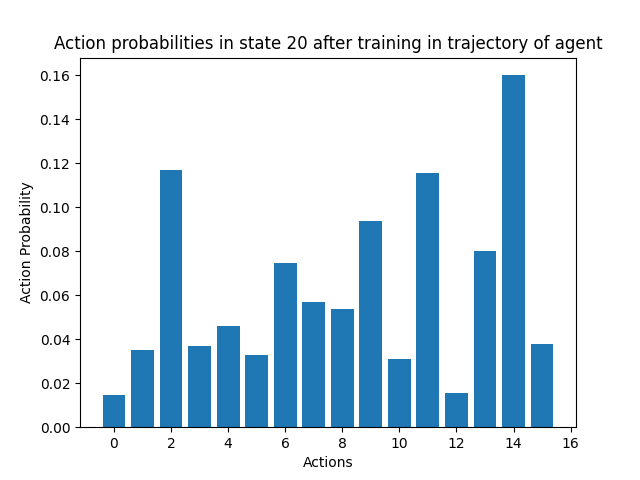 Action probabilities in state 20 after training in trajectory of agent
0.16
0.14
0.12
0.10
0.08
0.06
0.04
0.02
0.00
Action Probability
0 2 4 6 8 10 12 14 16
Actions